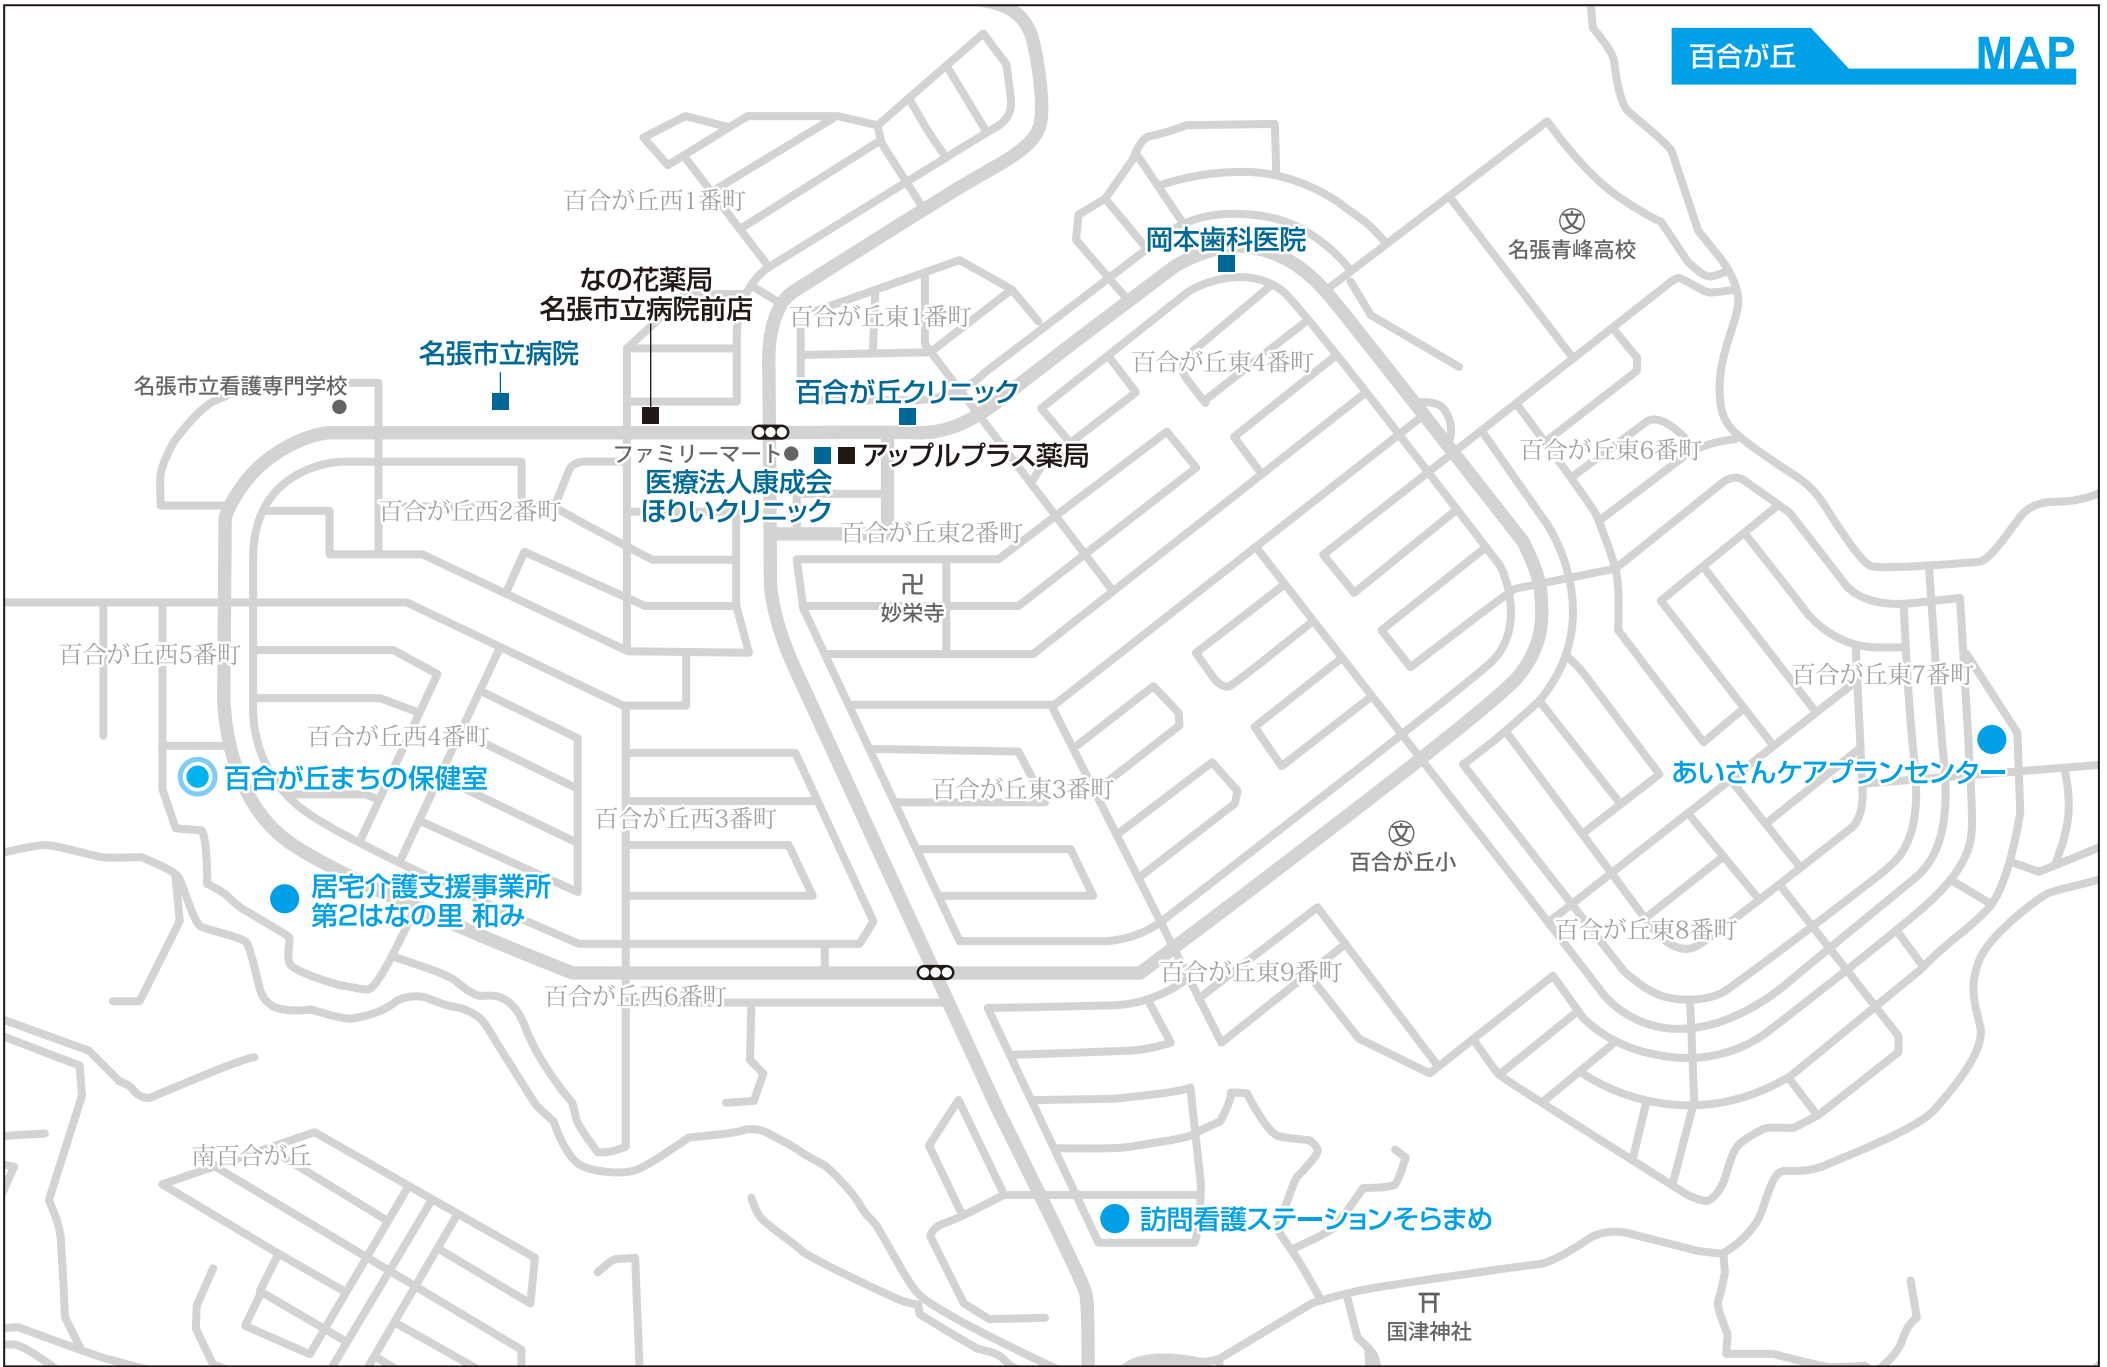 百合が丘
MAP
百合が丘西1番町
名張青峰高校
岡本歯科医院
なの花薬局
名張市立病院前店
百合が丘東1番町
名張市立病院
百合が丘東4番町
名張市立看護専門学校
百合が丘クリニック
ファミリーマート
アップルプラス薬局
百合が丘東6番町
医療法人康成会
ほりいクリニック
百合が丘西2番町
百合が丘東2番町
卍
妙栄寺
百合が丘西5番町
百合が丘東7番町
百合が丘西4番町
百合が丘まちの保健室
あいさんケアプランセンター
百合が丘東3番町
百合が丘西3番町
文
百合が丘小
文
居宅介護支援事業所
第2はなの里 和み
百合が丘東8番町
百合が丘東9番町
百合が丘西6番町
南百合が丘
訪問看護ステーションそらまめ
国津神社